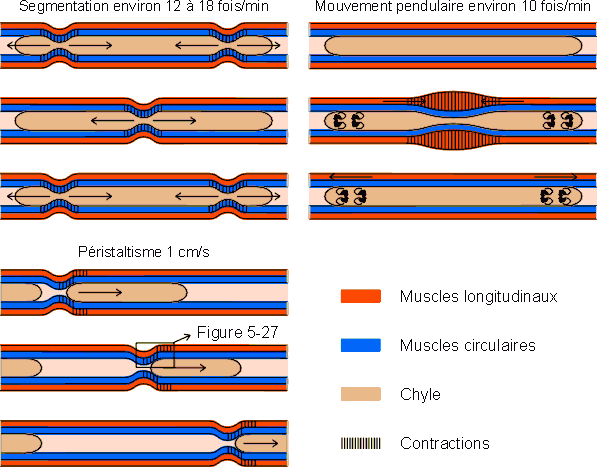 Segmentation environ 12 à 18 fois/min
Mouvement pendulaire environ 10 fois/min
Péristaltisme 1 cm/s
Figure 5-27
Muscles longitudinaux
Muscles circulaires
Chyle
Contractions